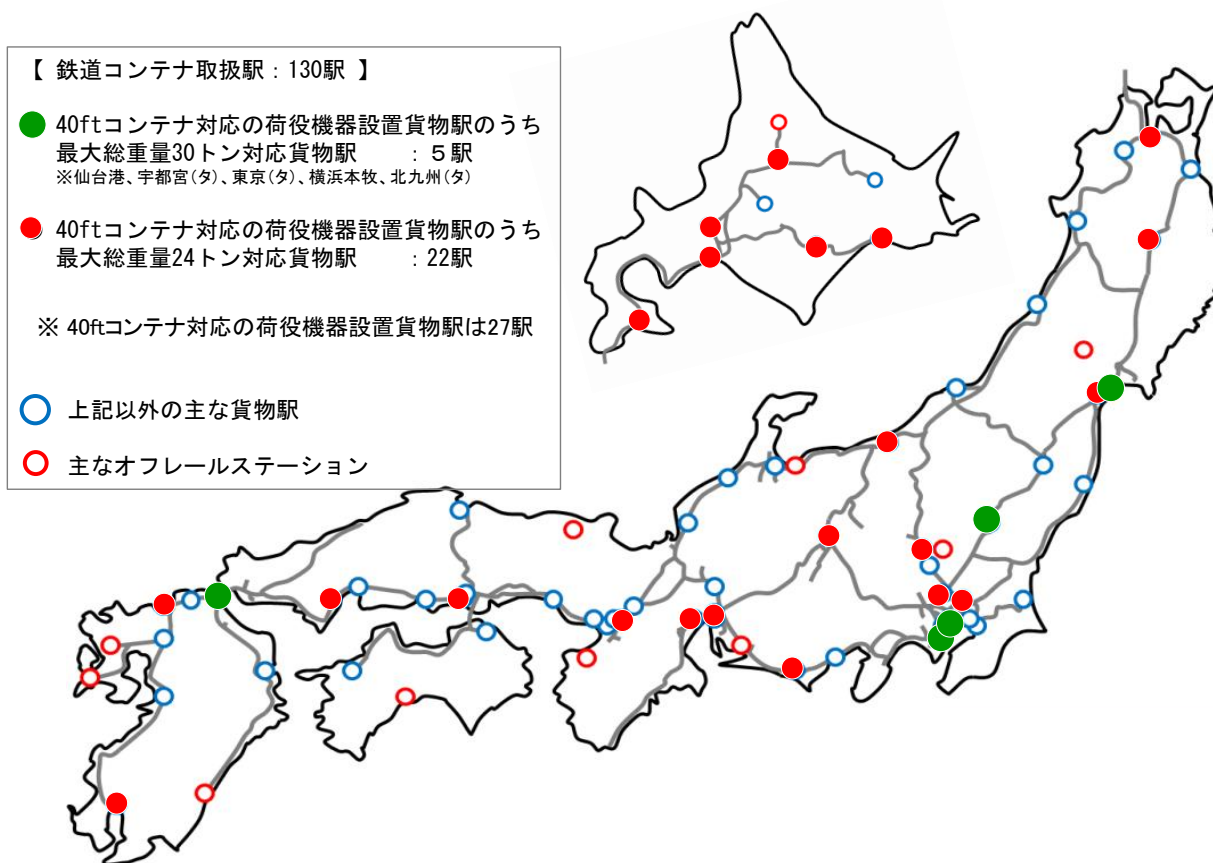 【 鉄道コンテナ取扱駅：130駅 】
40ftコンテナ対応の荷役機器設置貨物駅のうち
最大総重量30トン対応貨物駅　　：５駅
※仙台港、宇都宮(タ)、東京(タ)、横浜本牧、北九州(タ)
40ftコンテナ対応の荷役機器設置貨物駅のうち
最大総重量24トン対応貨物駅　　：22駅
※ 40ftコンテナ対応の荷役機器設置貨物駅は27駅
上記以外の主な貨物駅
主なオフレールステーション